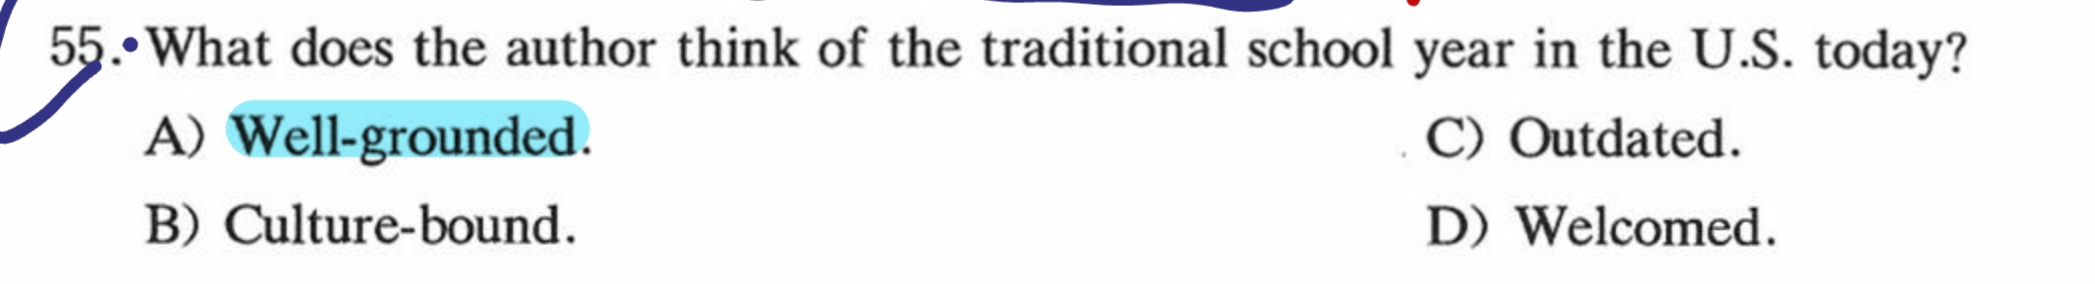 55. What does the author think of the traditional school year in the U.S. today?
A) Well-grounded. C) Outdated.
B) Culture-bound. D) Welcomed.